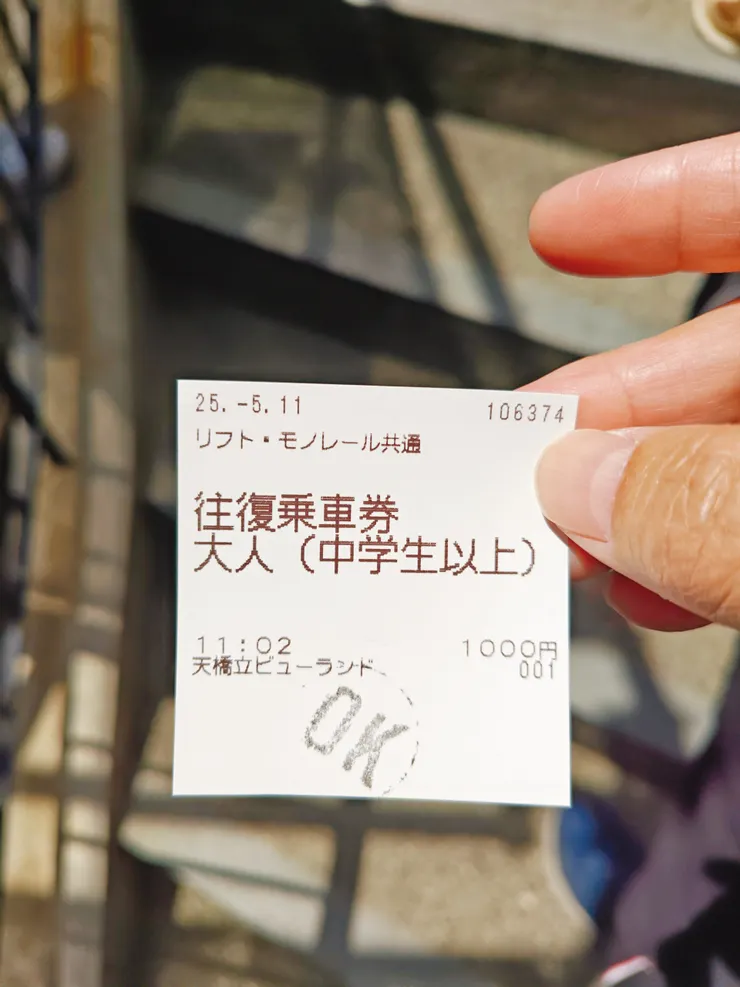 25.-5.11 106374
リフト・モノレール共通
往復乗車券
大人（中学生以上）
11:02 1000円
天橋立ビューランド 001
OK